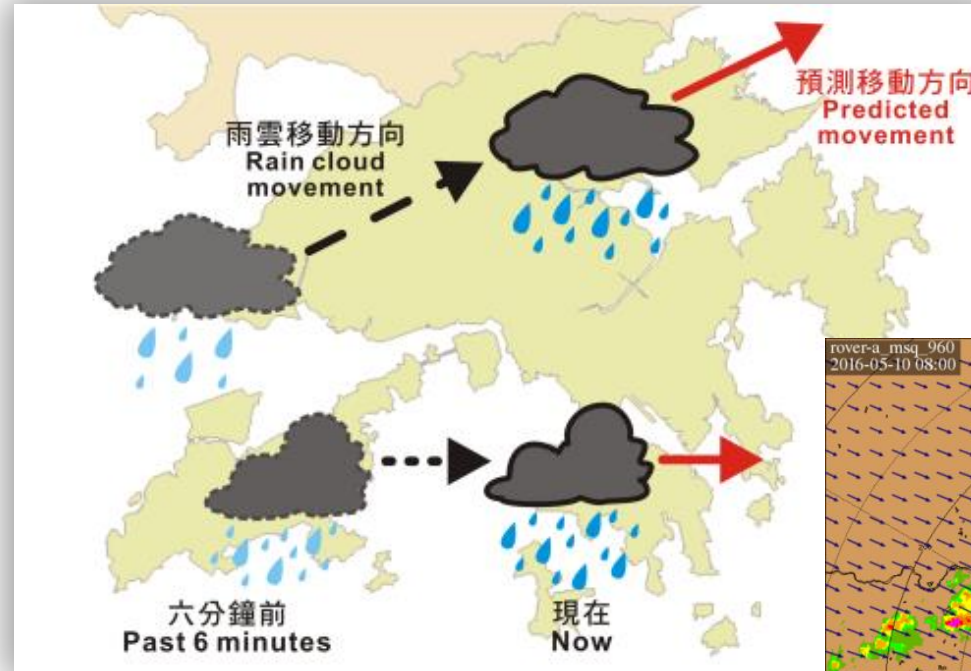 預測移動方向
Predicted
movement
雨雲移動方向
Rain cloud
movement
rover-a_msq_960
2016-05-10 08:00
六分鐘前
Past 6 minutes
現在
Now